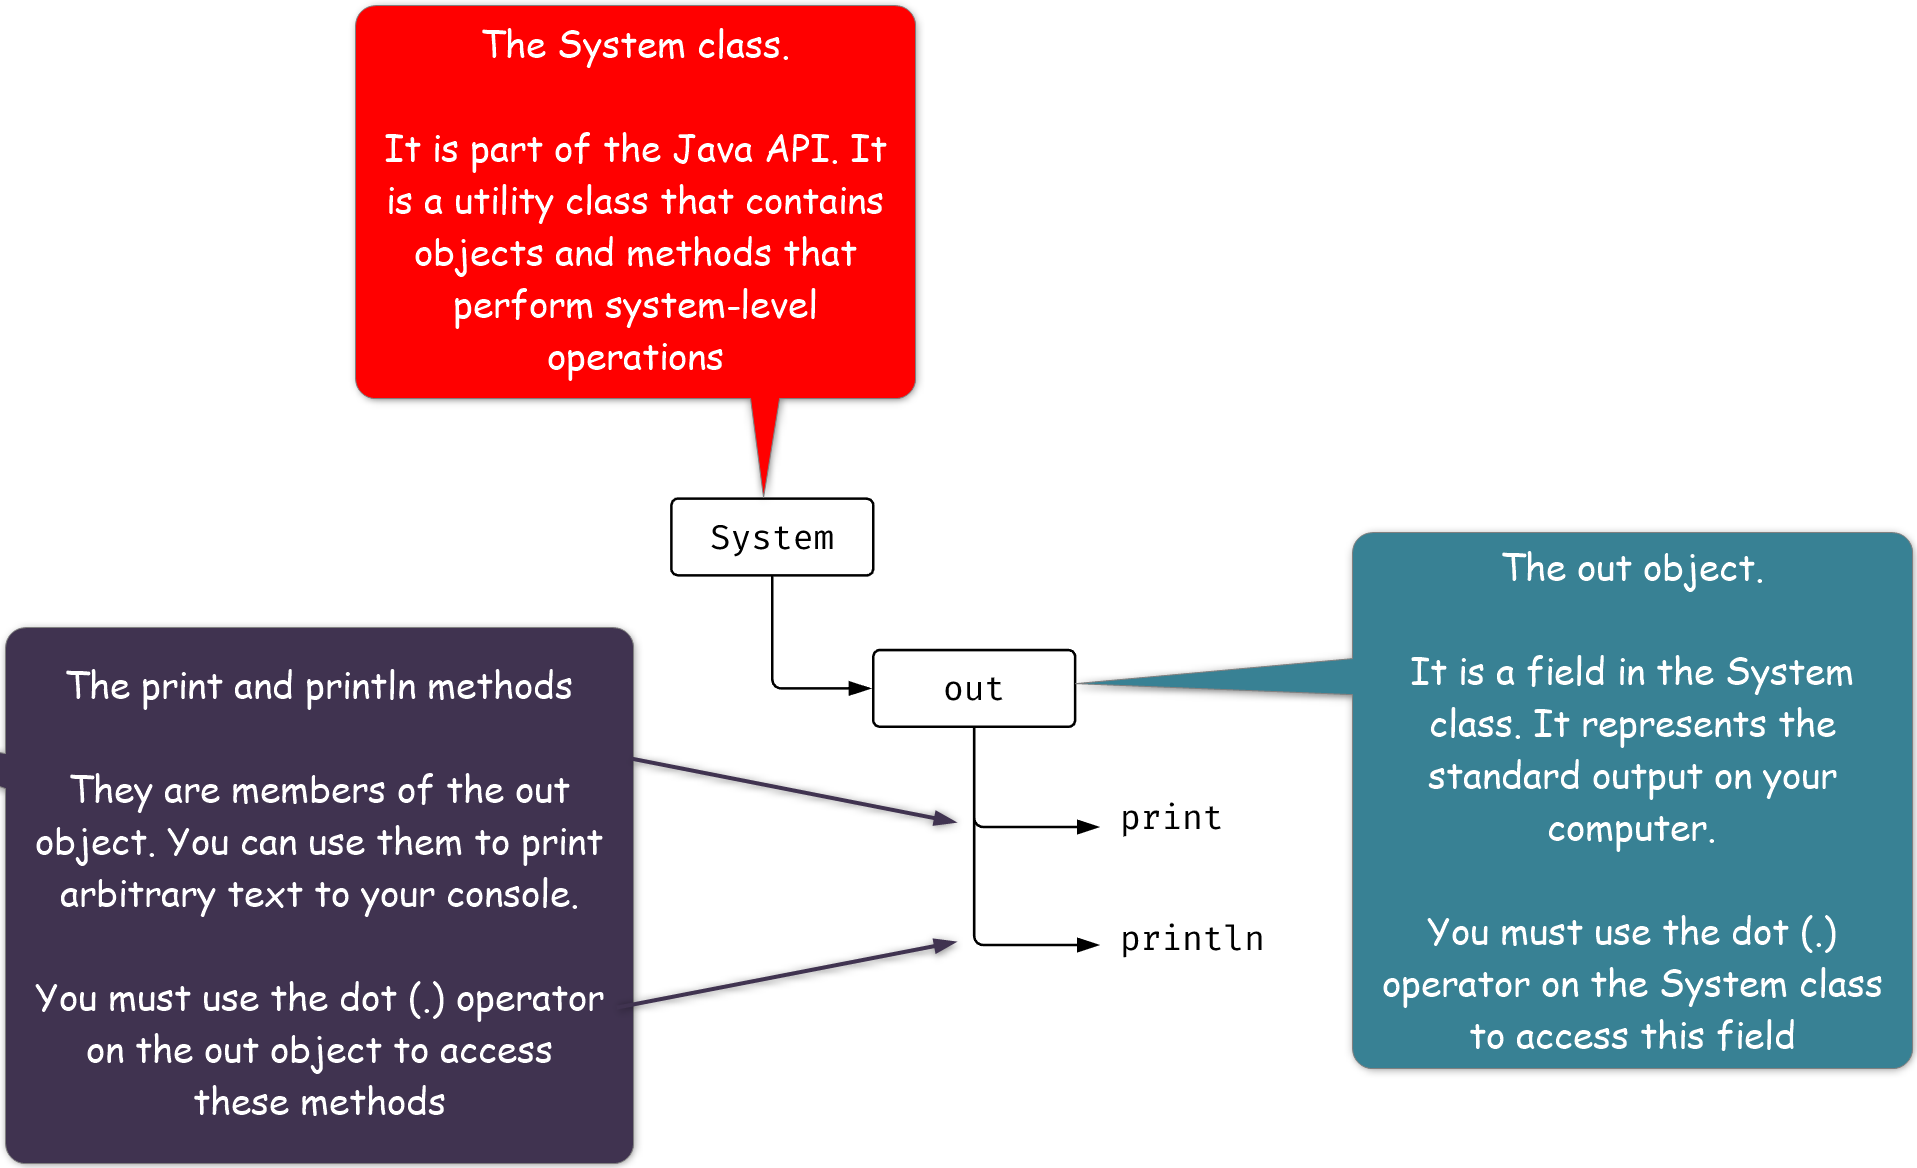 The System class.
It is part of the Java API. It
is a utility class that contains
objects and methods that
perform system-level
operations
System
The out object.
It is a field in the System
class. It represents the
standard output on your
computer.
You must use the dot (.)
operator on the System class
to access this field
out
The print and println methods
They are members of the out
object. You can use them to print
arbitrary text to your console.
You must use the dot (.) operator
on the out object to access
these methods
print
println